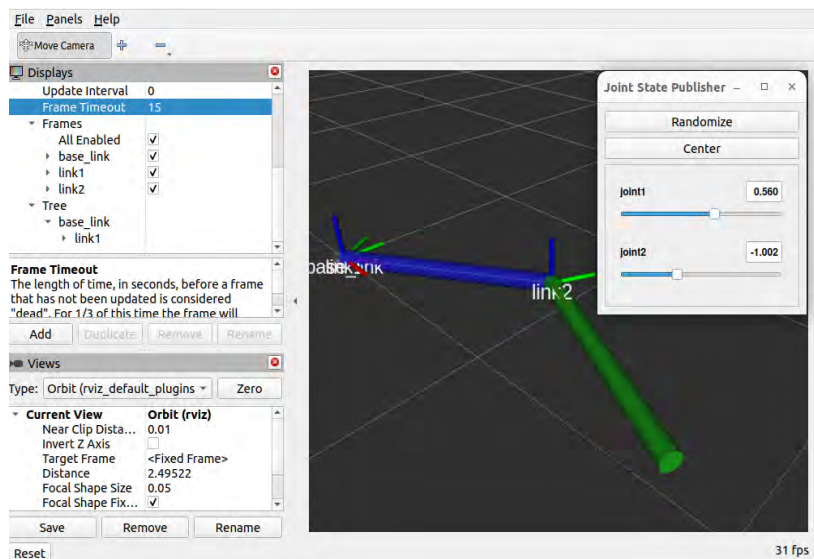 File Panels Help
Move Camera
Displays
Update Interval 0
Frame Timeout 15
Frames
All Enabled
base_link
link1
link2
Tree
base_link
link1
Frame Timeout
The length of time, in seconds, before a frame
that has not been updated is considered
"dead". For 1/3 of this time the frame will
Add Duplicate Remove Rename
Views
Type: Orbit (rviz_default_plugins Zero
Current View Orbit (rviz)
Near Clip Dista... 0.01
Invert Z Axis
Target Frame <Fixed Frame>
Distance 2.49522
Focal Shape Size 0.05
Focal Shape Fix...
Save Remove Rename
Reset
link2
Joint State Publisher
Randomize
Center
joint1 0.560
joint2 -1.002
31 fps